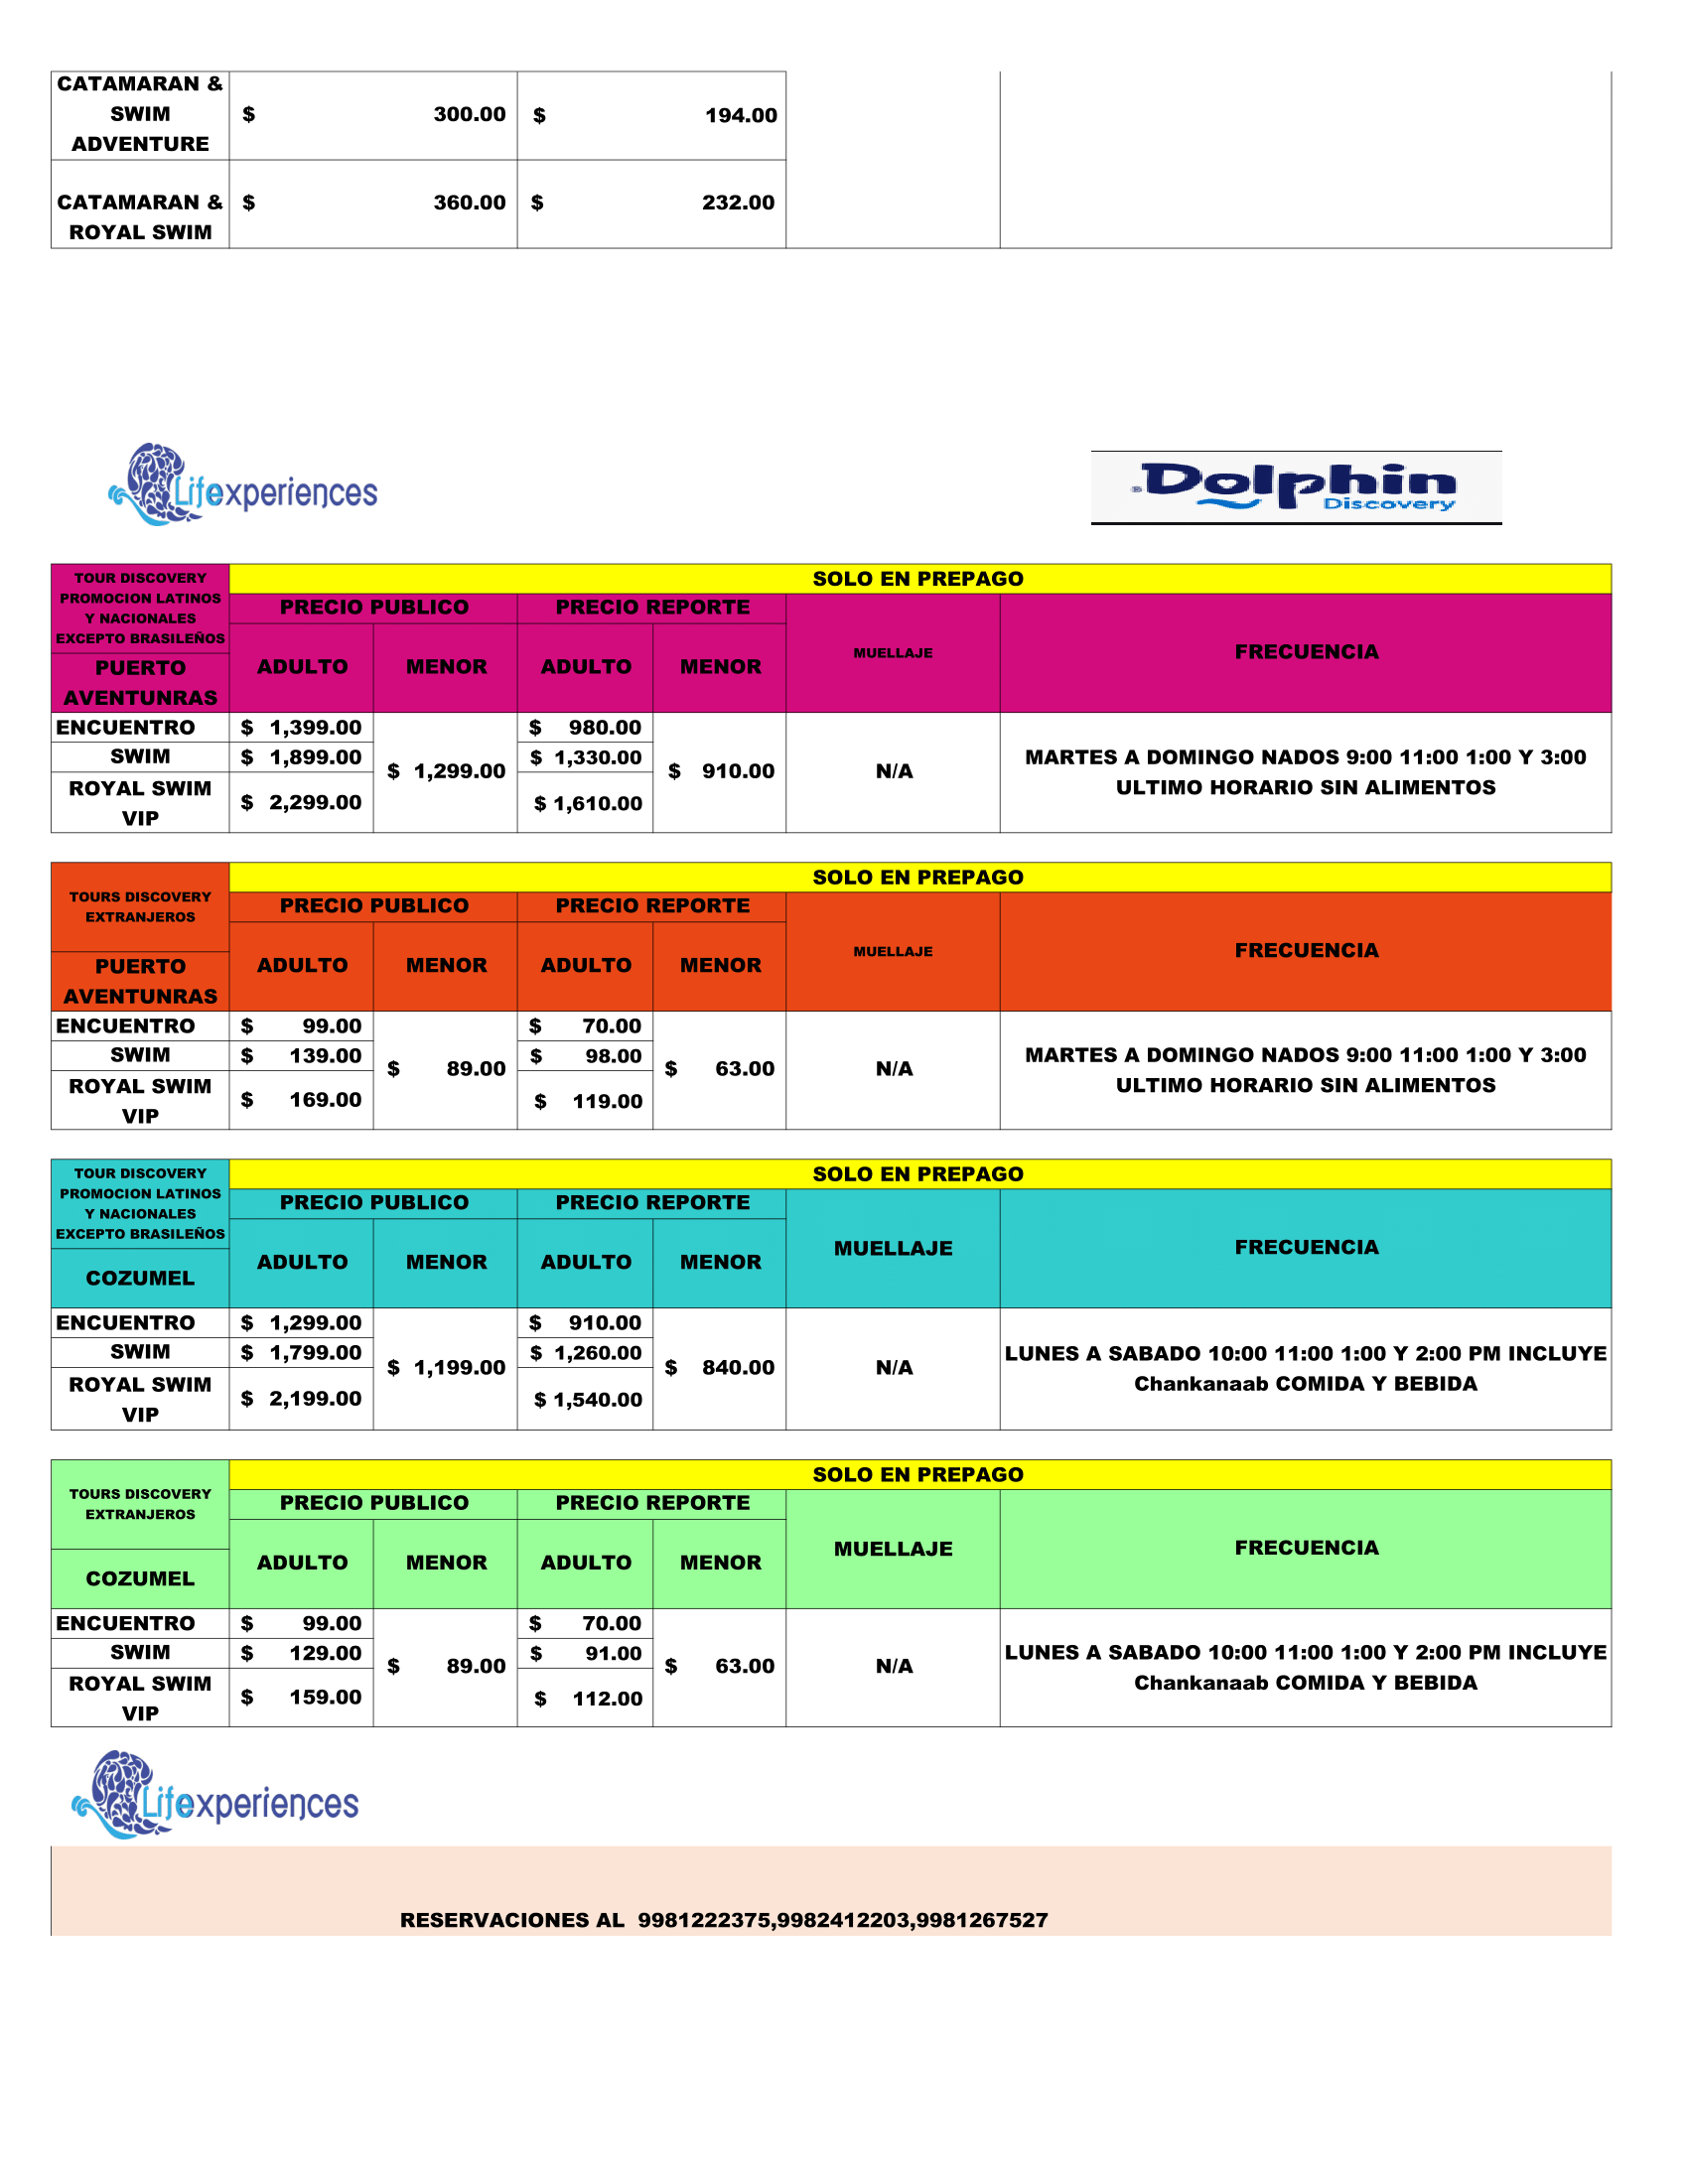 CATAMARAN &
SWIM
ADVENTURE
$ 300.00 $ 194.00
CATAMARAN &
ROYAL SWIM
$ 360.00 $ 232.00
Lifexperiences
Dolphin
Discovery
TOUR DISCOVERY
PROMOCION LATINOS
Y NACIONALES
EXCEPTO BRASILEÑOS
PUERTO
AVENTUNRAS
SOLO EN PREPAGO
PRECIO PUBLICO PRECIO REPORTE
ADULTO MENOR ADULTO MENOR
MUELLAJE
FRECUENCIA
ENCUENTRO $ 1,399.00 $ 980.00
SWIM $ 1,899.00 $ 1,330.00
ROYAL SWIM
VIP
$ 2,299.00 $ 1,610.00
$ 1,299.00 $ 910.00
N/A
MARTES A DOMINGO NADOS 9:00 11:00 1:00 Y 3:00
ULTIMO HORARIO SIN ALIMENTOS
TOURS DISCOVERY
EXTRANJEROS
PUERTO
AVENTUNRAS
SOLO EN PREPAGO
PRECIO PUBLICO PRECIO REPORTE
ADULTO MENOR ADULTO MENOR
MUELLAJE
FRECUENCIA
ENCUENTRO $ 99.00 $ 70.00
SWIM $ 139.00 $ 98.00
ROYAL SWIM
VIP
$ 169.00 $ 119.00
$ 89.00 $ 63.00
N/A
MARTES A DOMINGO NADOS 9:00 11:00 1:00 Y 3:00
ULTIMO HORARIO SIN ALIMENTOS
TOUR DISCOVERY
PROMOCION LATINOS
Y NACIONALES
EXCEPTO BRASILEÑOS
COZUMEL
SOLO EN PREPAGO
PRECIO PUBLICO PRECIO REPORTE
ADULTO MENOR ADULTO MENOR
MUELLAJE
FRECUENCIA
ENCUENTRO $ 1,299.00 $ 910.00
SWIM $ 1,799.00 $ 1,260.00
ROYAL SWIM
VIP
$ 2,199.00 $ 1,540.00
$ 1,199.00 $ 840.00
N/A
LUNES A SABADO 10:00 11:00 1:00 Y 2:00 PM INCLUYE
Chankanaab COMIDA Y BEBIDA
TOURS DISCOVERY
EXTRANJEROS
COZUMEL
SOLO EN PREPAGO
PRECIO PUBLICO PRECIO REPORTE
ADULTO MENOR ADULTO MENOR
MUELLAJE
FRECUENCIA
ENCUENTRO $ 99.00 $ 70.00
SWIM $ 129.00 $ 91.00
ROYAL SWIM
VIP
$ 159.00 $ 112.00
$ 89.00 $ 63.00
N/A
LUNES A SABADO 10:00 11:00 1:00 Y 2:00 PM INCLUYE
Chankanaab COMIDA Y BEBIDA
Lifexperiences
RESERVACIONES AL 9981222375,9982412203,9981267527